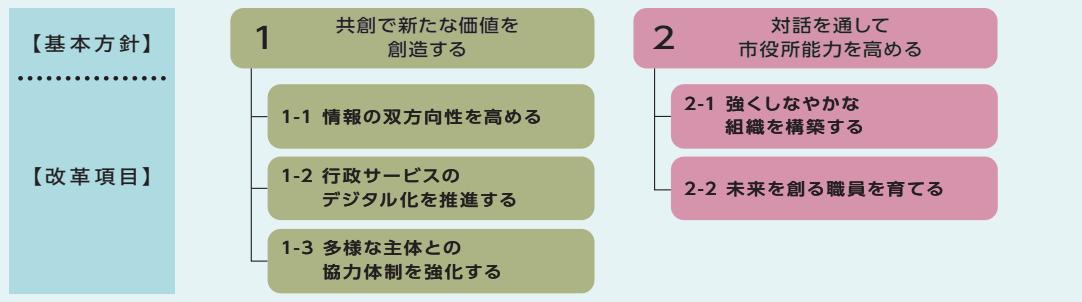 【基本方針】
【改革項目】
1 共創で新たな価値を
創造する
1-1 情報の双方向性を高める
1-2 行政サービスの
デジタル化を推進する
1-3 多様な主体との
協力体制を強化する
2 対話を通して
市役所能力を高める
2-1 強くしなやかな
組織を構築する
2-2 未来を創る職員を育てる